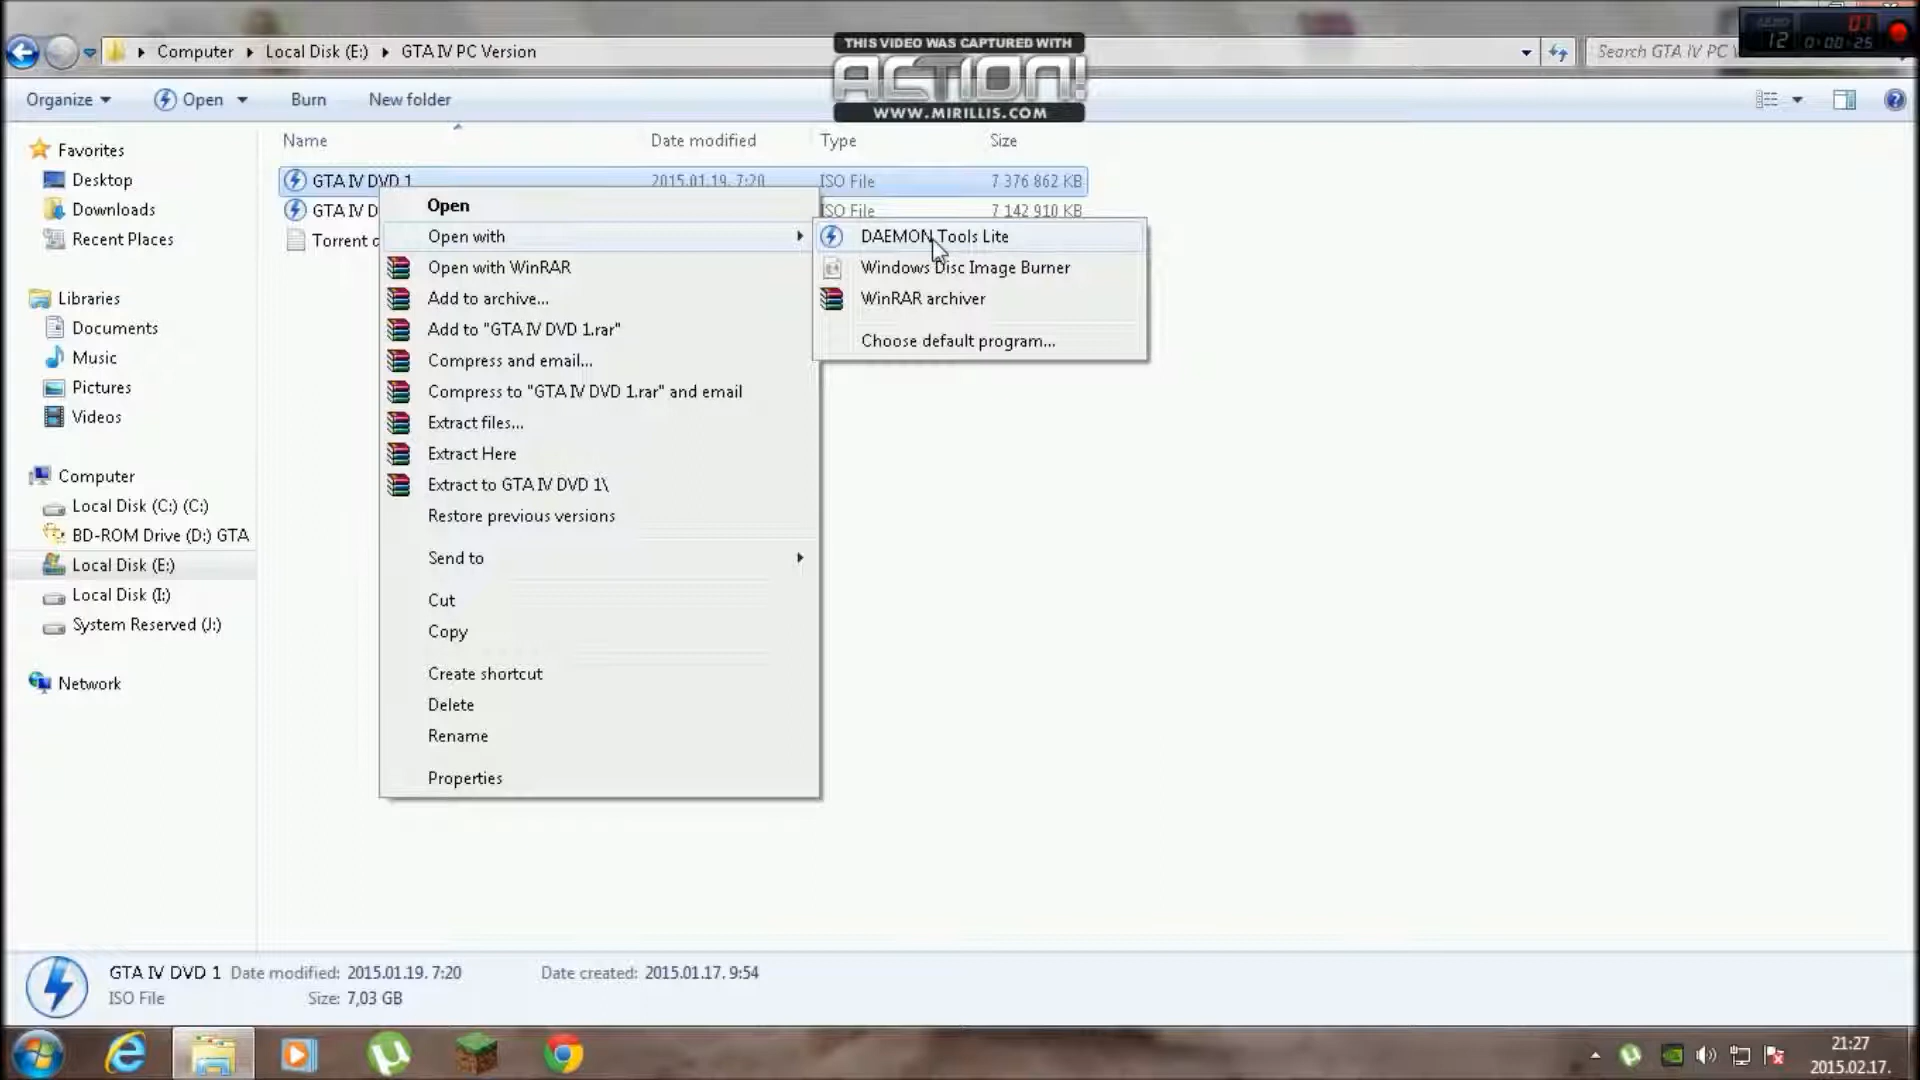 THIS VIDEO WAS CAPTURED WITH
ACTION!
WWW.MIRILLIS.COM
Computer
Local Disk (E:)
GTA IV PC Version
Search GTA IV PC
12
0:00:25
Organize
Open
Burn
New folder
Name
Date modified
Type
Size
Favorites
Desktop
Downloads
Recent Places
Libraries
Documents
Music
Pictures
Videos
Computer
Local Disk (C:) (C:)
BD-ROM Drive (D:) GTA
Local Disk (E:)
Local Disk (I:)
System Reserved (J:)
Network
GTA IV DVD 1 2015.01.19. 7:20 ISO File 7 376 862 KB
GTA IV D ISO File 7 142 910 KB
Torrent
Open
Open with
Open with WinRAR
Add to archive...
Add to "GTA IV DVD 1.rar"
Compress and email...
Compress to "GTA IV DVD 1.rar" and email
Extract files...
Extract Here
Extract to GTA IV DVD 1\
Restore previous versions
Send to
Cut
Copy
Create shortcut
Delete
Rename
Properties
DAEMON Tools Lite
Windows Disc Image Burner
WinRAR archiver
Choose default program...
GTA IV DVD 1 Date modified: 2015.01.19. 7:20 Date created: 2015.01.17. 9:54
ISO File Size: 7,03 GB
21:27
2015.02.17.